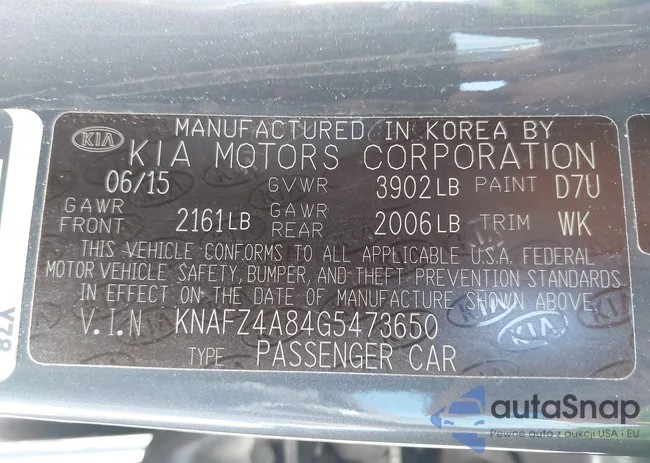 MANUFACTURED IN KOREA BY
KIA KIA MOTORS CORPORATION
06/15 GVWR 3902LB PAINT D7U
GAWR FRONT 2161LB GAWR REAR 2006LB TRIM WK
THIS VEHICLE CONFORMS TO ALL APPLICABLE U.S.A. FEDERAL
MOTOR VEHICLE SAFETY, BUMPER, AND THEFT PREVENTION STANDARDS
IN EFFECT ON THE DATE OF MANUFACTURE SHOWN ABOVE
V.I.N KNAFZ4A84G5473650
TYPE PASSENGER CAR
Y78
autoSnap
Pewne auto z aukcji USA i EU